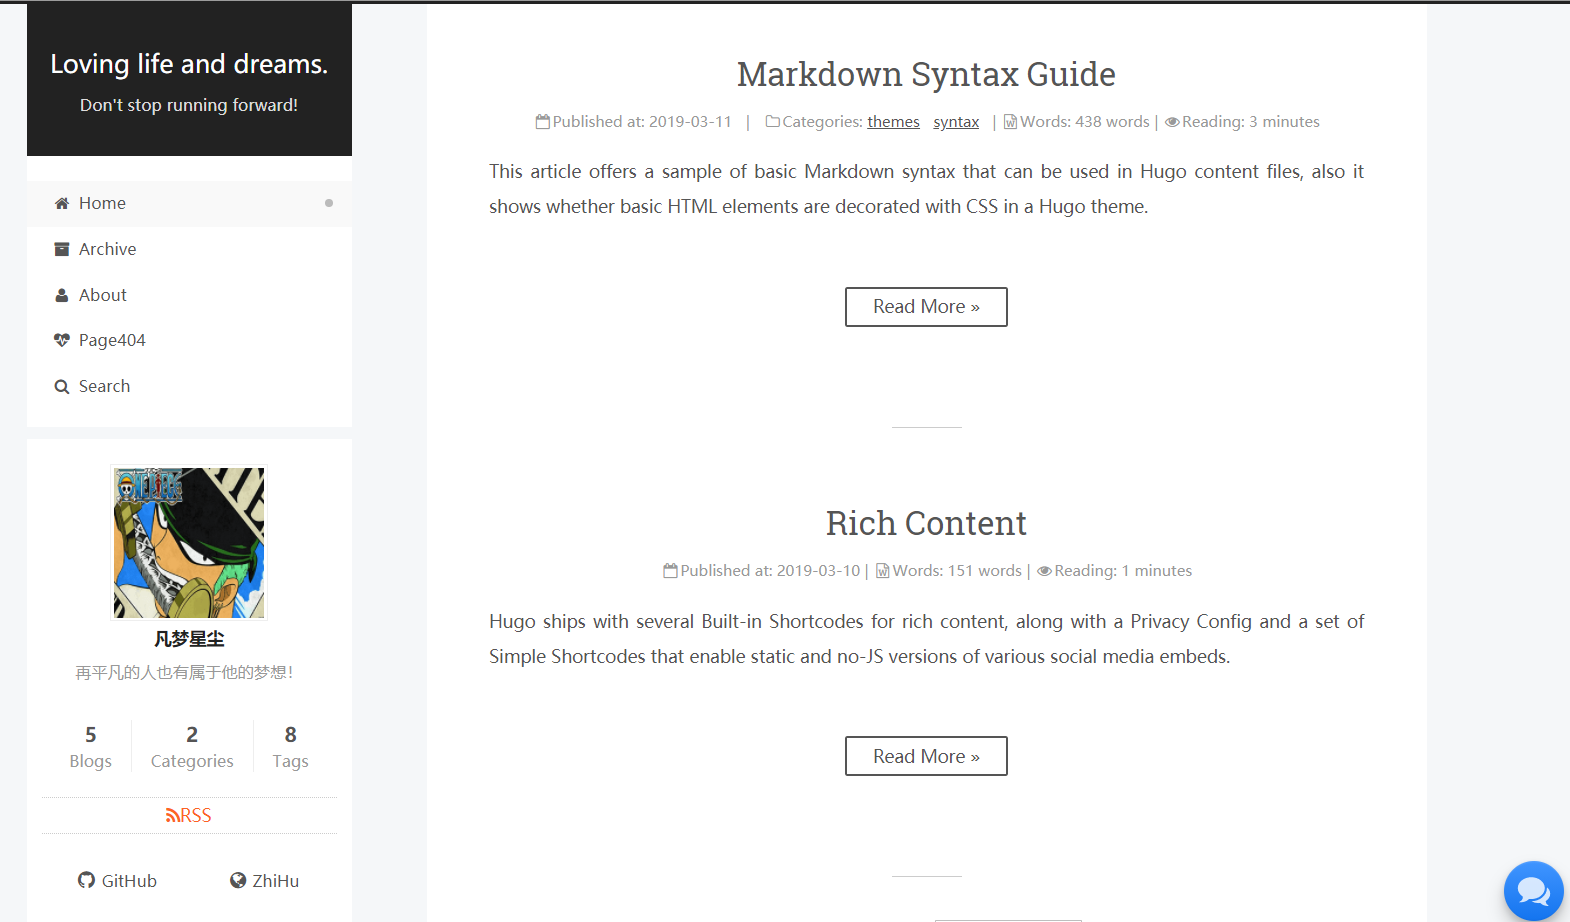 Loving life and dreams.
Don't stop running forward!
Home
Archive
About
Page404
Search
ONE PIECE
凡梦星尘
再平凡的人也有属于他的梦想！
5 2 8
Blogs Categories Tags
RSS
GitHub ZhiHu
Markdown Syntax Guide
Published at: 2019-03-11 | Categories: themes syntax | Words: 438 words | Reading: 3 minutes
This article offers a sample of basic Markdown syntax that can be used in Hugo content files, also it
shows whether basic HTML elements are decorated with CSS in a Hugo theme.
Read More »
Rich Content
Published at: 2019-03-10 | Words: 151 words | Reading: 1 minutes
Hugo ships with several Built-in Shortcodes for rich content, along with a Privacy Config and a set of
Simple Shortcodes that enable static and no-JS versions of various social media embeds.
Read More »